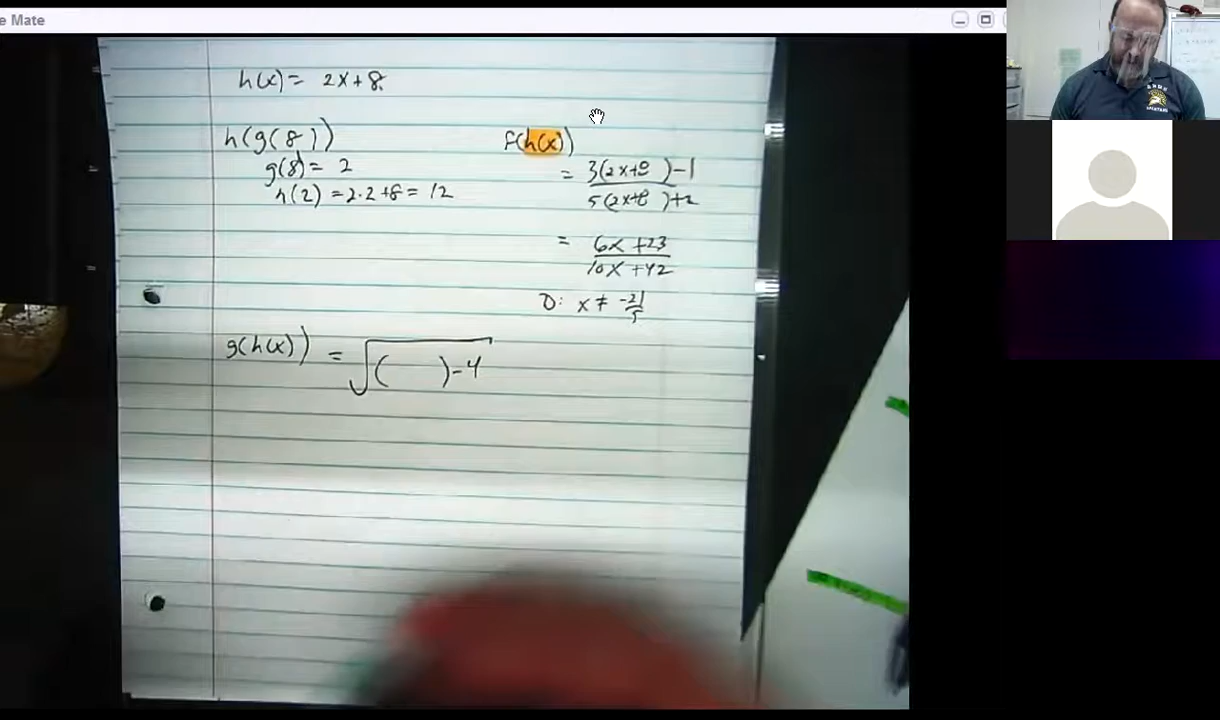 e Mate
h(x) = 2x+8
h(g(8))
g(8) = 2
h(2) = 2·2+8 = 12
f(h(x))
= 3(2x+8 )-1
5(2x+8 )+2
= 6x +23
10x +42
D: x ≠ -21
5
g(h(x)) = √( )-4